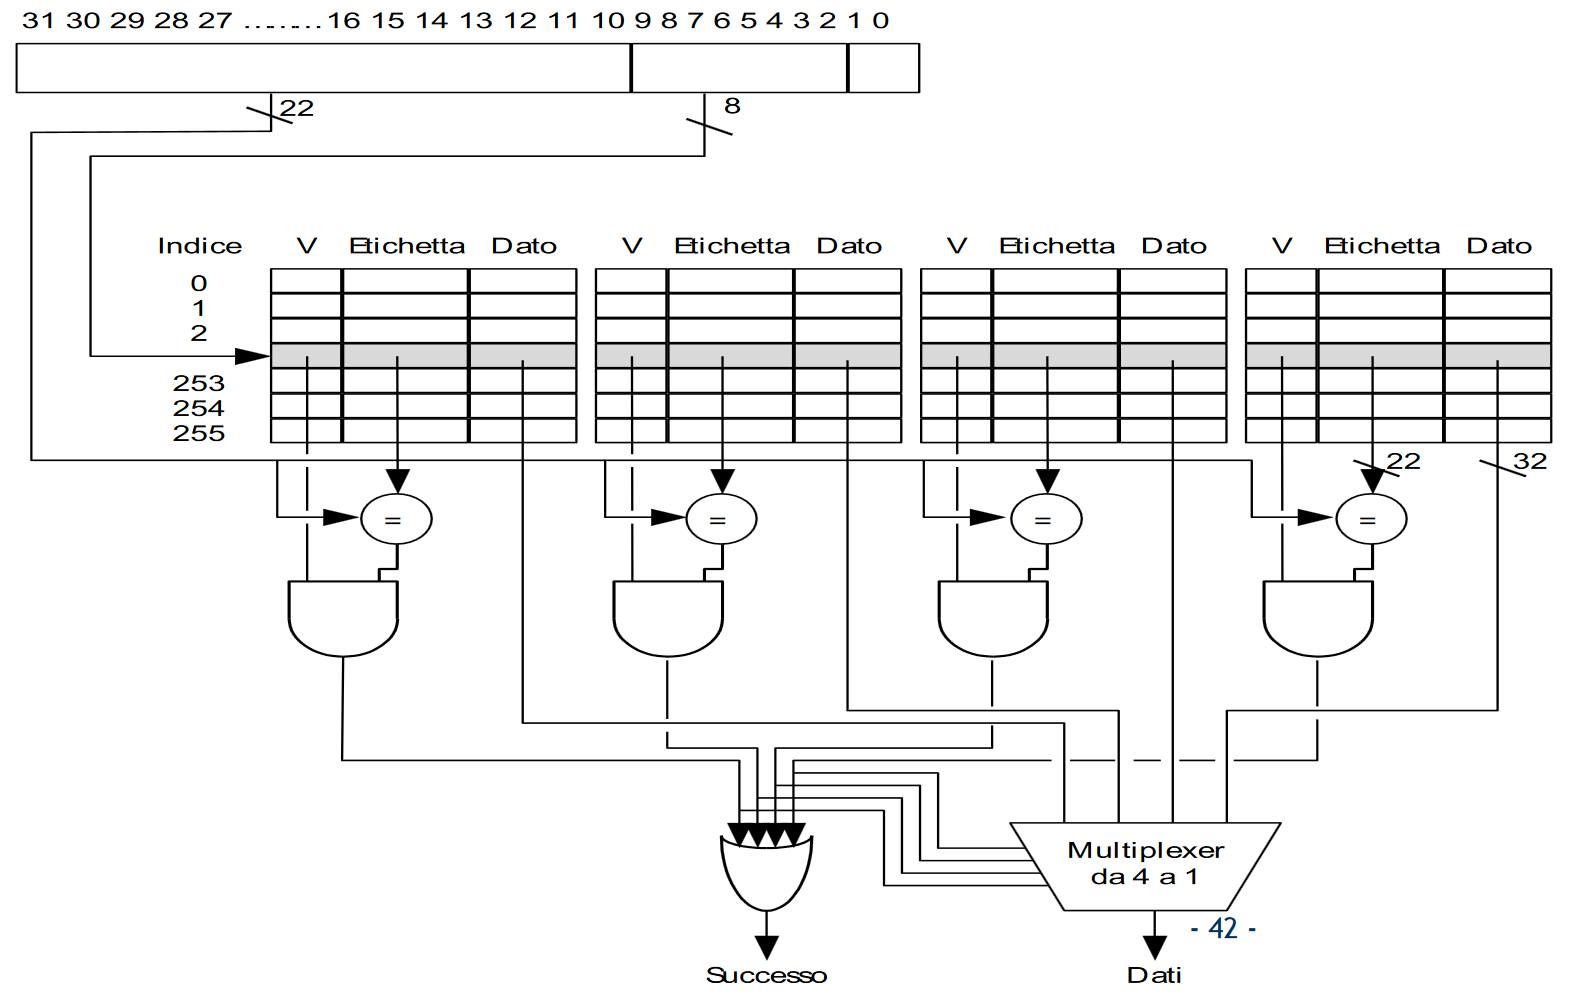 31 30 29 28 27 ......... 16 15 14 13 12 11 10 9 8 7 6 5 4 3 2 1 0
22
8
Indice V Etichetta Dato V Etichetta Dato V Etichetta Dato V Etichetta Dato
0
1
2
253
254
255
22 32
= = = =
Multiplexer
da 4 a 1
- 42 -
Successo Dati